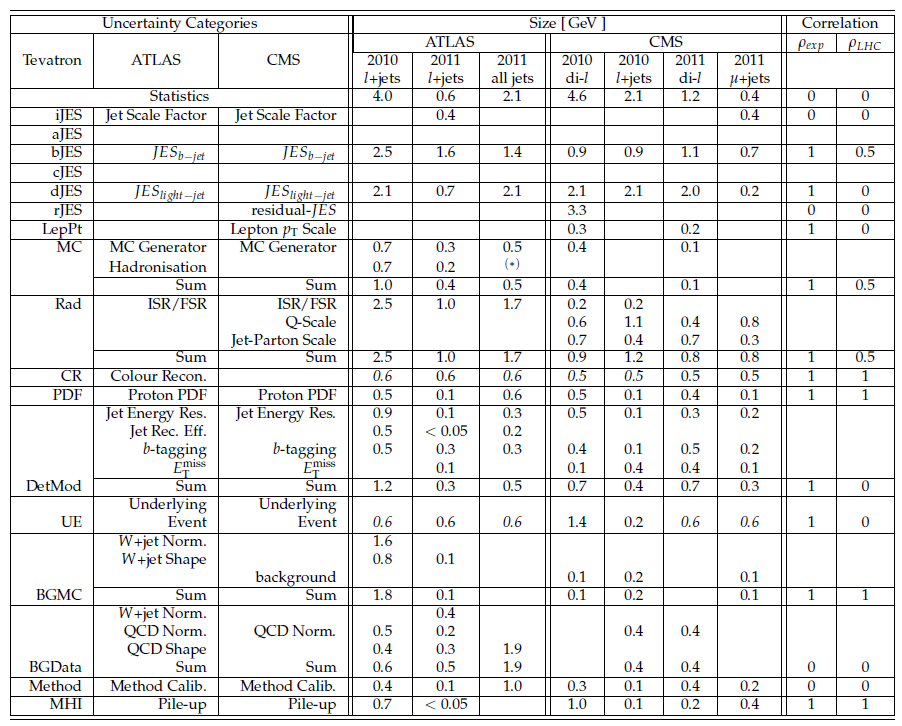 Uncertainty Categories Size [ GeV ] Correlation
ATLAS CMS ρexp ρLHC
Tevatron ATLAS CMS 2010 2011 2011 2010 2010 2011 2011
l+jets l+jets all jets di-l l+jets di-l μ+jets
Statistics 4.0 0.6 2.1 4.6 2.1 1.2 0.4 0 0
iJES Jet Scale Factor Jet Scale Factor 0.4 0.4 0 0
aJES
bJES JESb−jet JESb−jet 2.5 1.6 1.4 0.9 0.9 1.1 0.7 1 0.5
cJES
dJES JESlight−jet JESlight−jet 2.1 0.7 2.1 2.1 2.1 2.0 0.2 1 0
rJES residual-JES 3.3 0 0
LepPt Lepton pT Scale 0.3 0.2 1 0
MC MC Generator MC Generator 0.7 0.3 0.5 0.4 0.1
Hadronisation 0.7 0.2 (*)
Sum Sum 1.0 0.4 0.5 0.4 0.1 1 0.5
Rad ISR/FSR ISR/FSR 2.5 1.0 1.7 0.2 0.2
Q-Scale 0.6 1.1 0.4 0.8
Jet-Parton Scale 0.7 0.4 0.7 0.3
Sum Sum 2.5 1.0 1.7 0.9 1.2 0.8 0.8 1 0.5
CR Colour Recon. 0.6 0.6 0.6 0.5 0.5 0.5 0.5 1 1
PDF Proton PDF Proton PDF 0.5 0.1 0.6 0.5 0.1 0.4 0.1 1 1
Jet Energy Res. Jet Energy Res. 0.9 0.1 0.3 0.5 0.1 0.3 0.2
Jet Rec. Eff. 0.5 < 0.05 0.2
b-tagging b-tagging 0.5 0.3 0.3 0.4 0.1 0.5 0.2
ETmiss ETmiss 0.1 0.1 0.4 0.4 0.1
DetMod Sum Sum 1.2 0.3 0.5 0.7 0.4 0.7 0.3 1 0
Underlying Underlying
UE Event Event 0.6 0.6 0.6 1.4 0.2 0.6 0.6 1 0
W+jet Norm. 1.6
W+jet Shape 0.8 0.1
background 0.1 0.2 0.1
BGMC Sum Sum 1.8 0.1 0.1 0.2 0.1 1 1
W+jet Norm. 0.4
QCD Norm. QCD Norm. 0.5 0.2 0.4 0.4
QCD Shape 0.4 0.3 1.9
BGData Sum Sum 0.6 0.5 1.9 0.4 0.4 0 0
Method Method Calib. Method Calib. 0.4 0.1 1.0 0.3 0.1 0.4 0.2 0 0
MHI Pile-up Pile-up 0.7 < 0.05 1.0 0.1 0.2 0.4 1 1